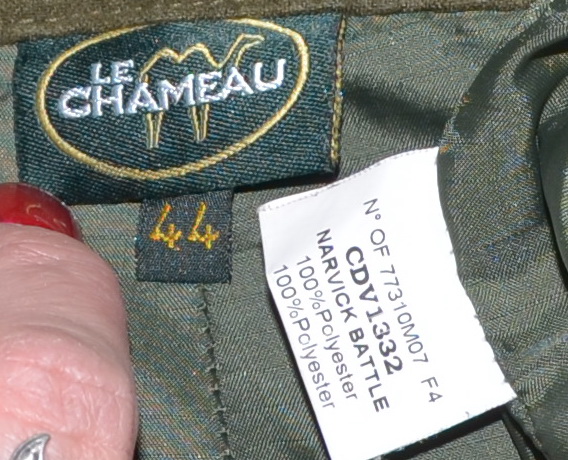 LE
CHAMEAU
44
N° OF 77310M07 F4
CDV1332
NARVICK BATTLE
100%Polyester
100%Polyester